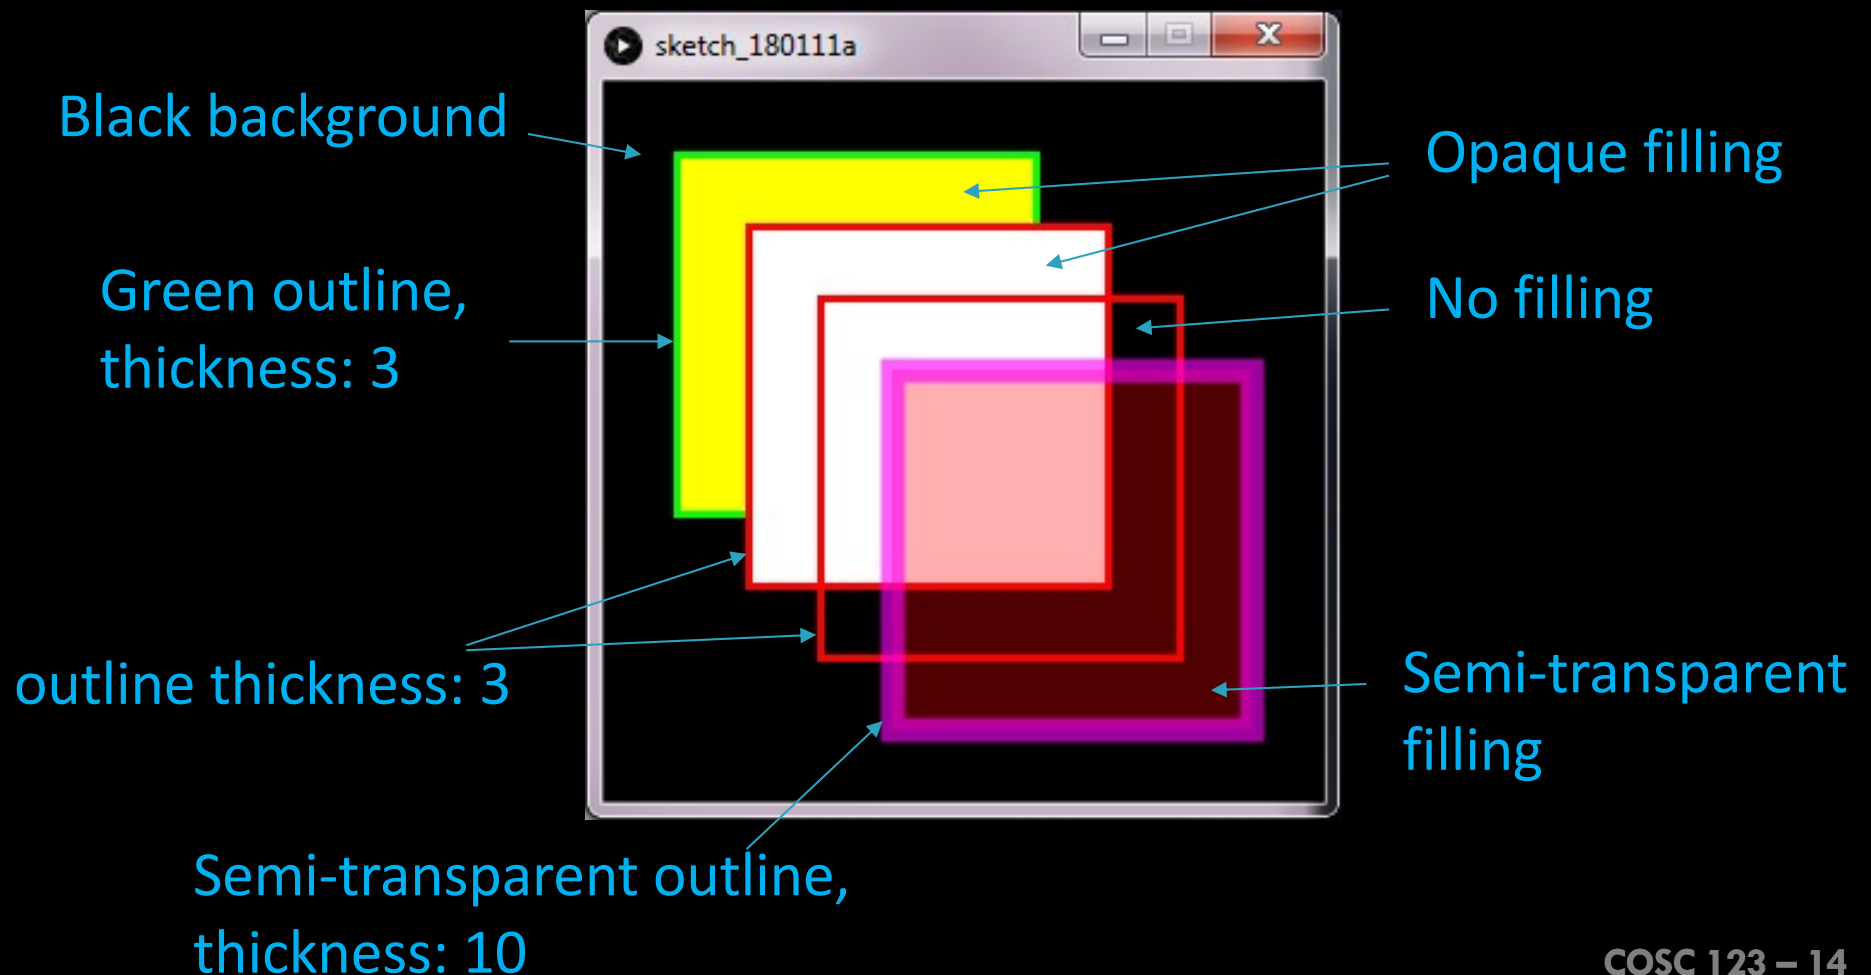 sketch_180111a
Black background
Opaque filling
Green outline,
thickness: 3
No filling
outline thickness: 3
Semi-transparent
filling
Semi-transparent outline,
thickness: 10
COSC 123 – 14